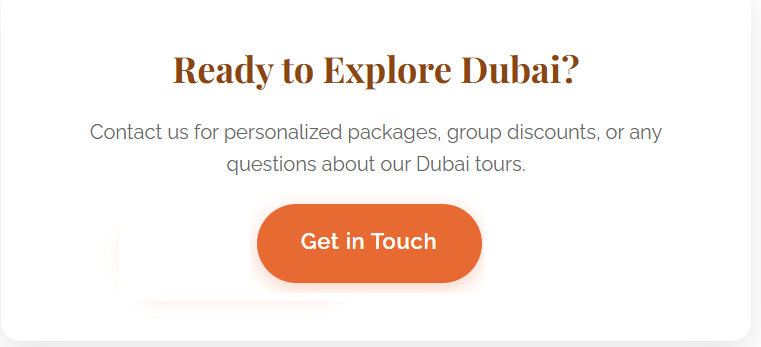 Ready to Explore Dubai?
Contact us for personalized packages, group discounts, or any
questions about our Dubai tours.
Get in Touch